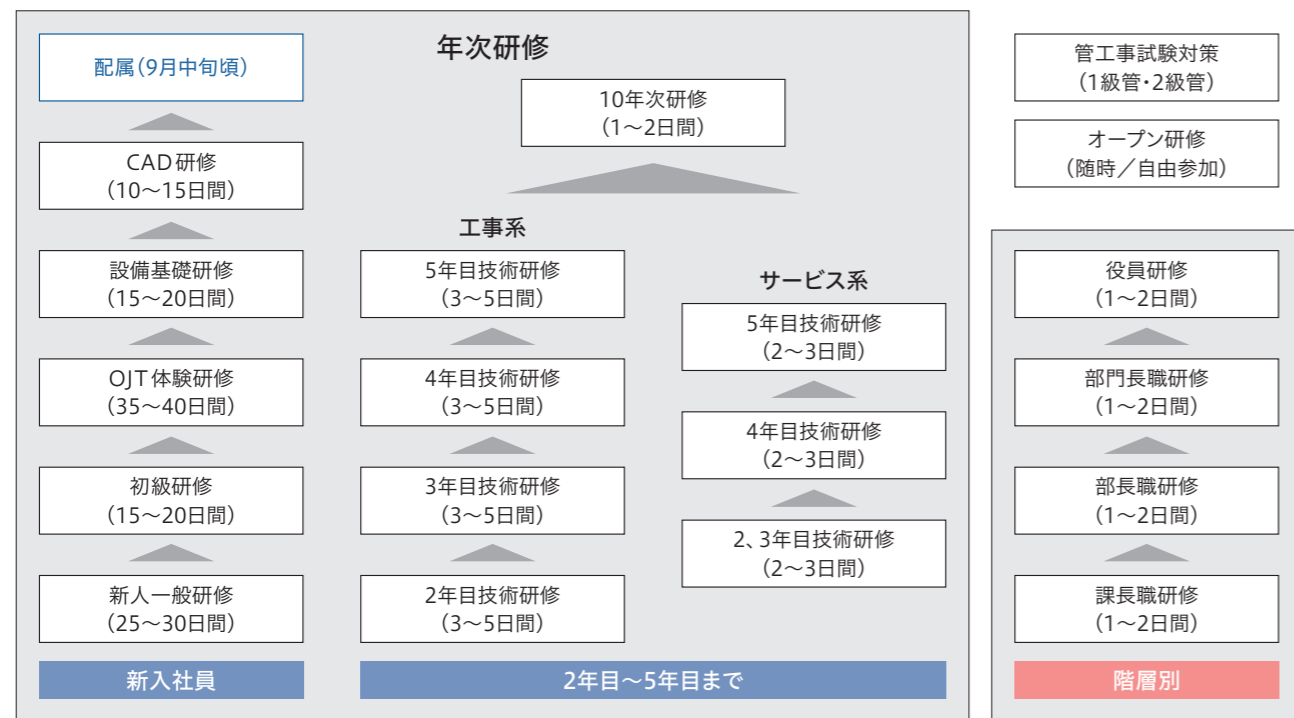 年次研修
配属(9月中旬頃)
CAD研修
(10〜15日間)
設備基礎研修
(15〜20日間)
OJT体験研修
(35〜40日間)
初級研修
(15〜20日間)
新人一般研修
(25〜30日間)
新入社員
10年次研修
(1〜2日間)
工事系
5年目技術研修
(3〜5日間)
4年目技術研修
(3〜5日間)
3年目技術研修
(3〜5日間)
2年目技術研修
(3〜5日間)
サービス系
5年目技術研修
(2〜3日間)
4年目技術研修
(2〜3日間)
2、3年目技術研修
(2〜3日間)
2年目〜5年目まで
管工事試験対策
(1級管・2級管)
オープン研修
(随時/自由参加)
役員研修
(1〜2日間)
部門長職研修
(1〜2日間)
部長職研修
(1〜2日間)
課長職研修
(1〜2日間)
階層別